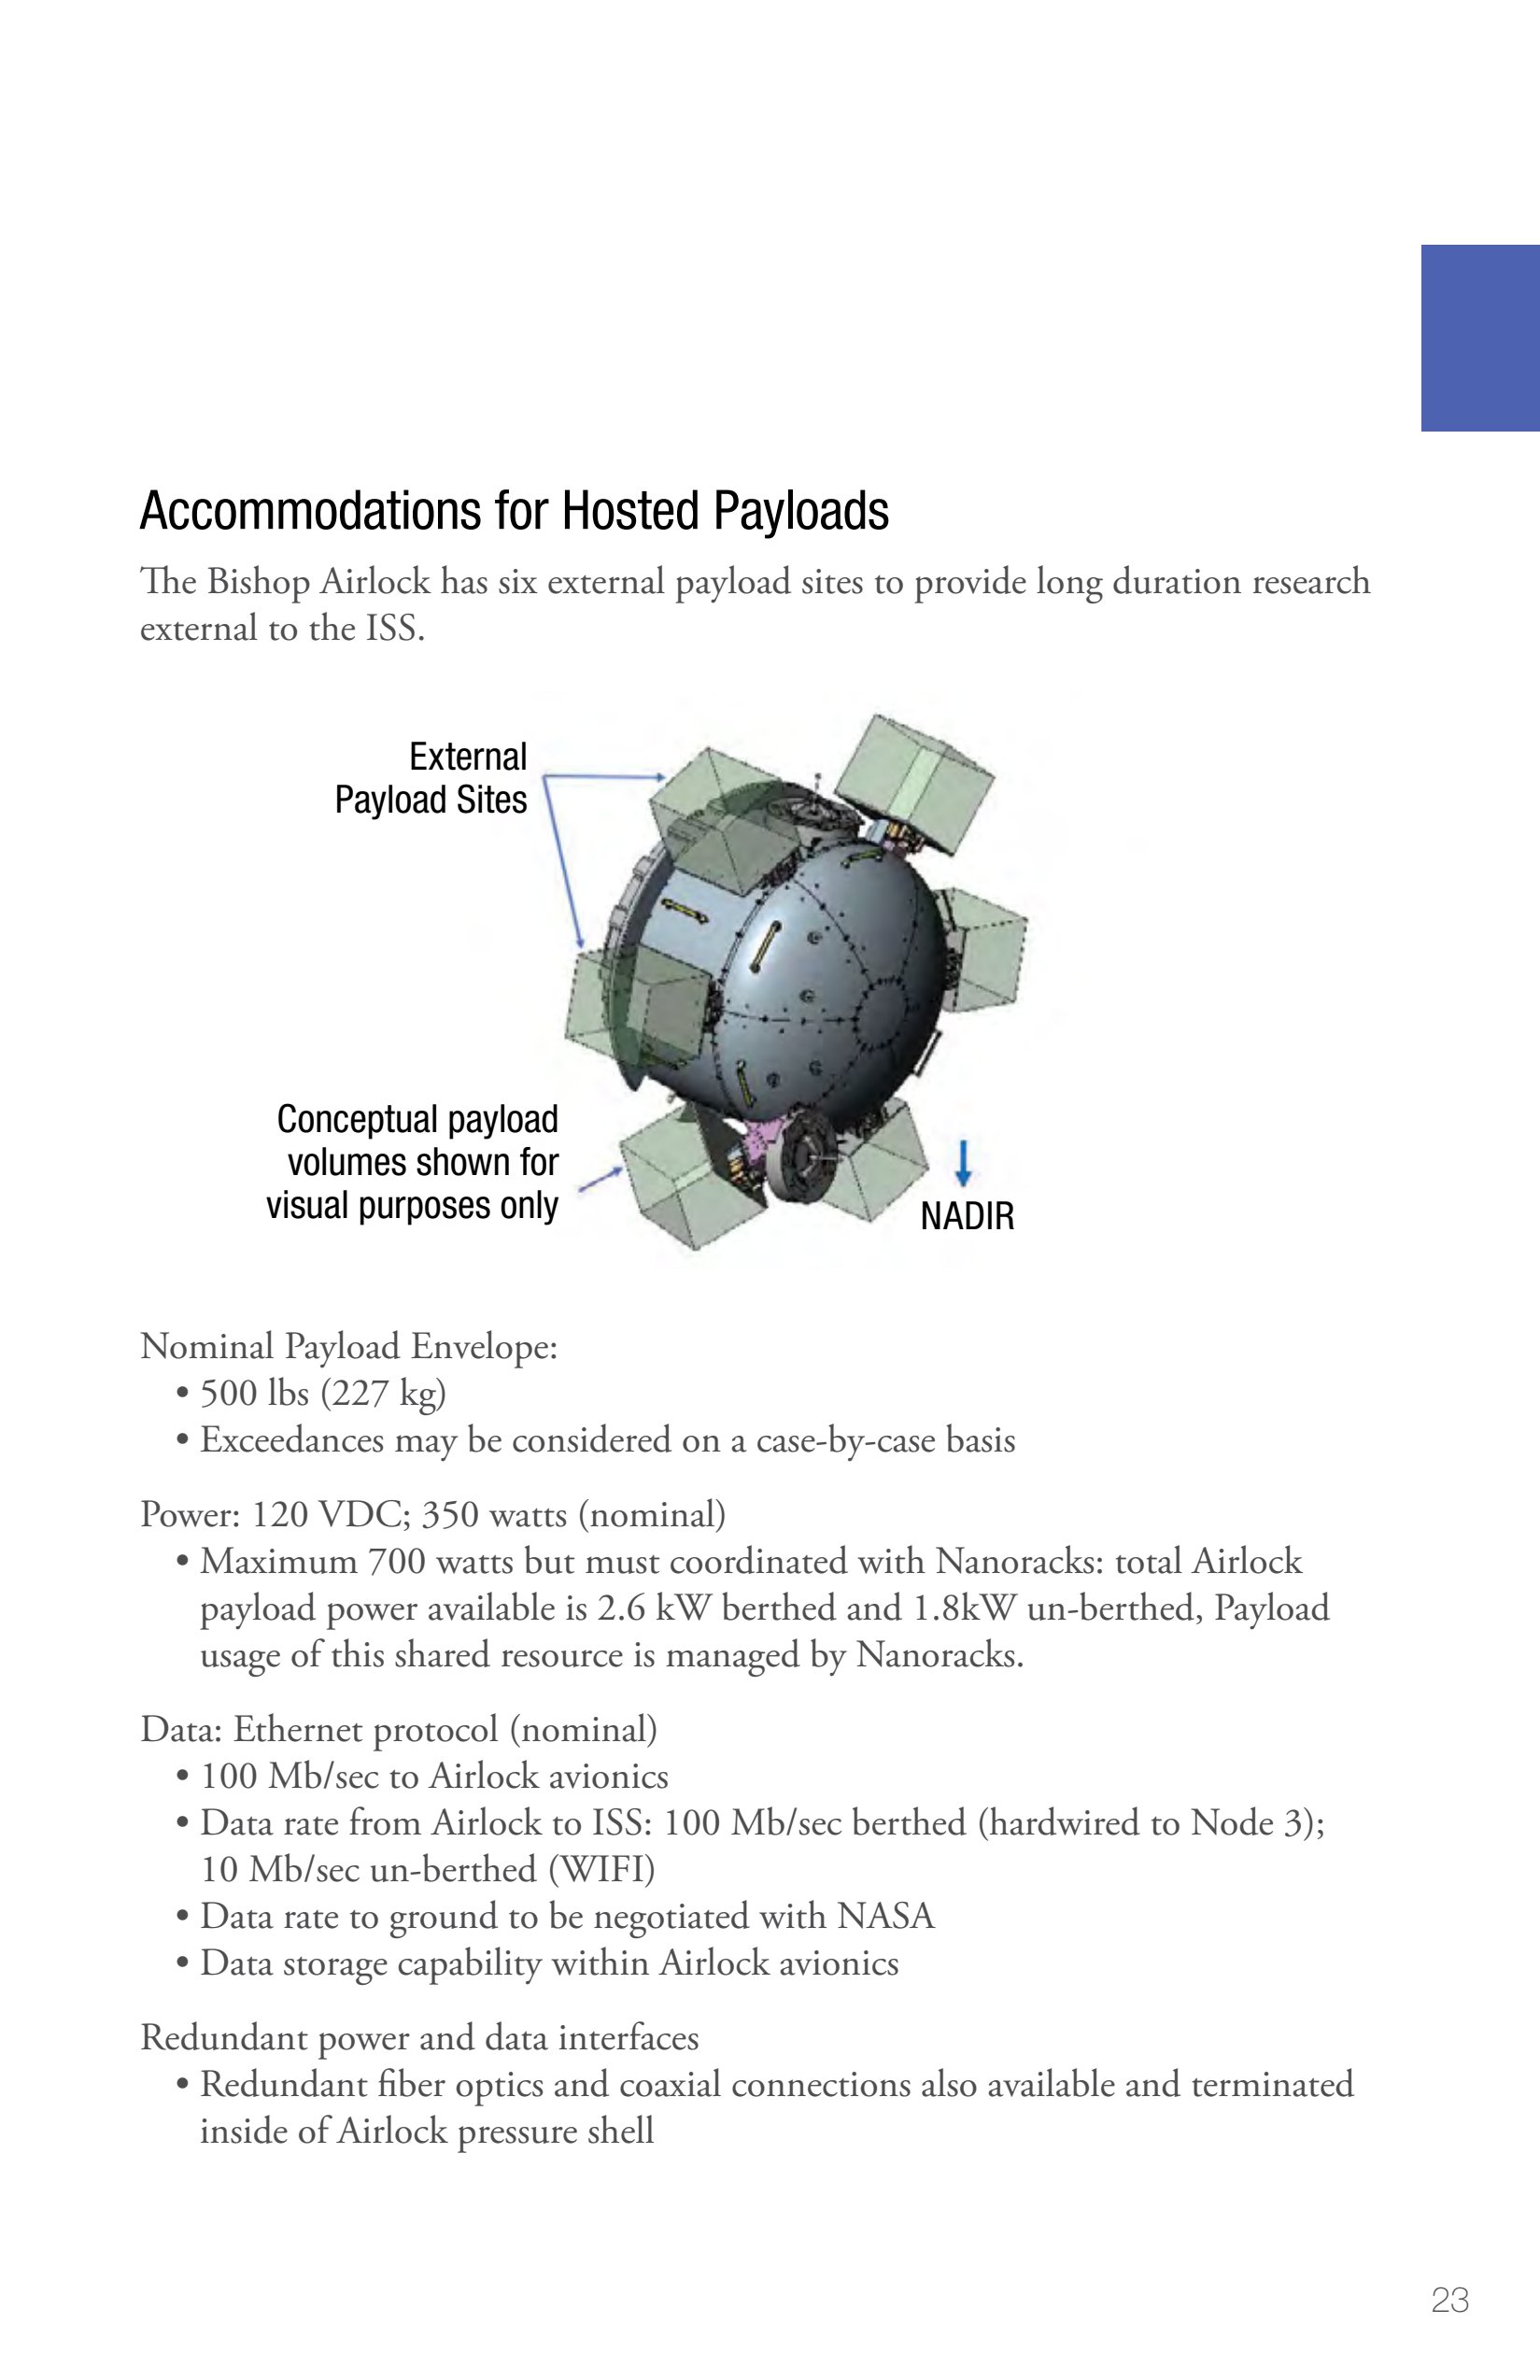 Accommodations for Hosted Payloads
The Bishop Airlock has six external payload sites to provide long duration research
external to the ISS.
External
Payload Sites
Conceptual payload
volumes shown for
visual purposes only
NADIR
Nominal Payload Envelope:
• 500 lbs (227 kg)
• Exceedances may be considered on a case-by-case basis
Power: 120 VDC; 350 watts (nominal)
• Maximum 700 watts but must coordinated with Nanoracks: total Airlock
payload power available is 2.6 kW berthed and 1.8kW un-berthed, Payload
usage of this shared resource is managed by Nanoracks.
Data: Ethernet protocol (nominal)
• 100 Mb/sec to Airlock avionics
• Data rate from Airlock to ISS: 100 Mb/sec berthed (hardwired to Node 3);
10 Mb/sec un-berthed (WIFI)
• Data rate to ground to be negotiated with NASA
• Data storage capability within Airlock avionics
Redundant power and data interfaces
• Redundant fiber optics and coaxial connections also available and terminated
inside of Airlock pressure shell
23